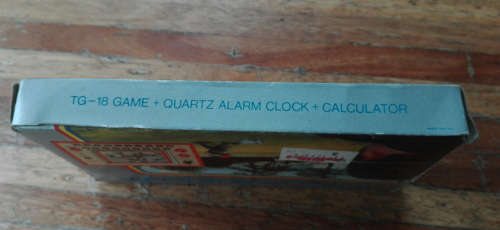 TG-18 GAME + QUARTZ ALARM CLOCK + CALCULATOR